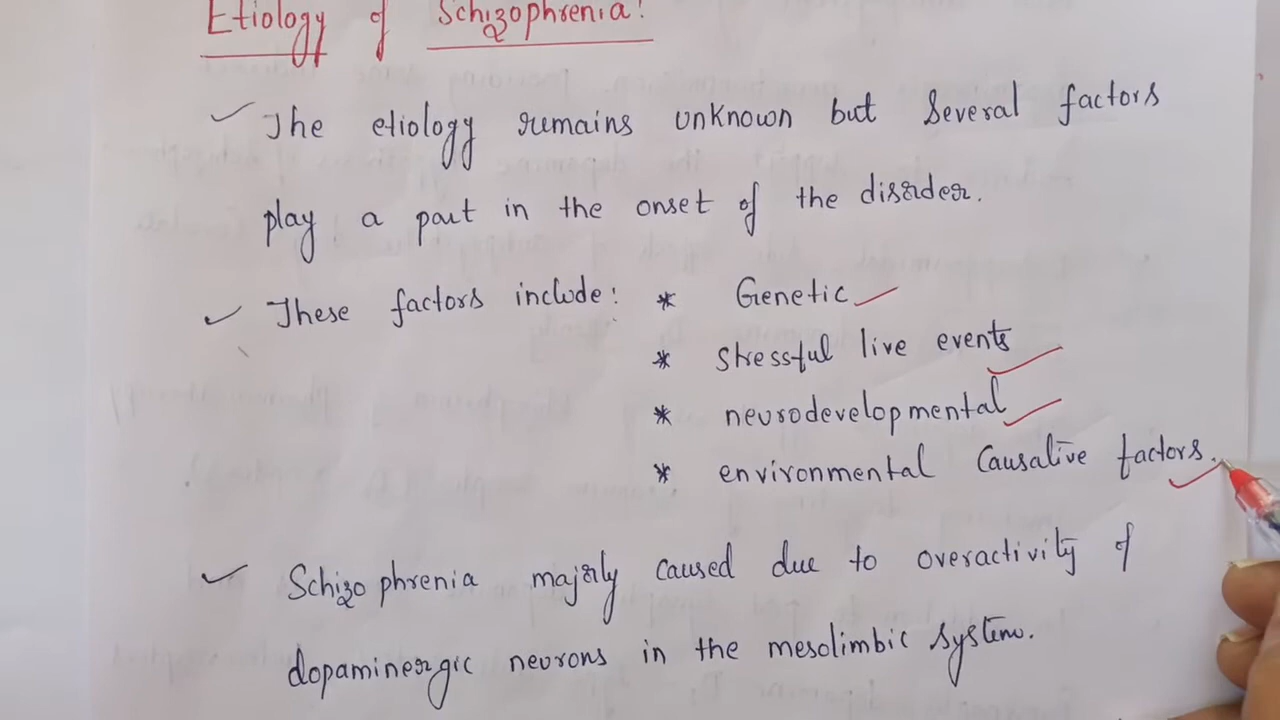 Etiology of Schizophrenia:
The etiology remains unknown but several factors
play a part in the onset of the disorder.
These factors include: * Genetic
* stressful live events
* neurodevelopmental
* environmental causative factors.
Schizophrenia majorly caused due to overactivity of
dopaminergic neurons in the mesolimbic system.